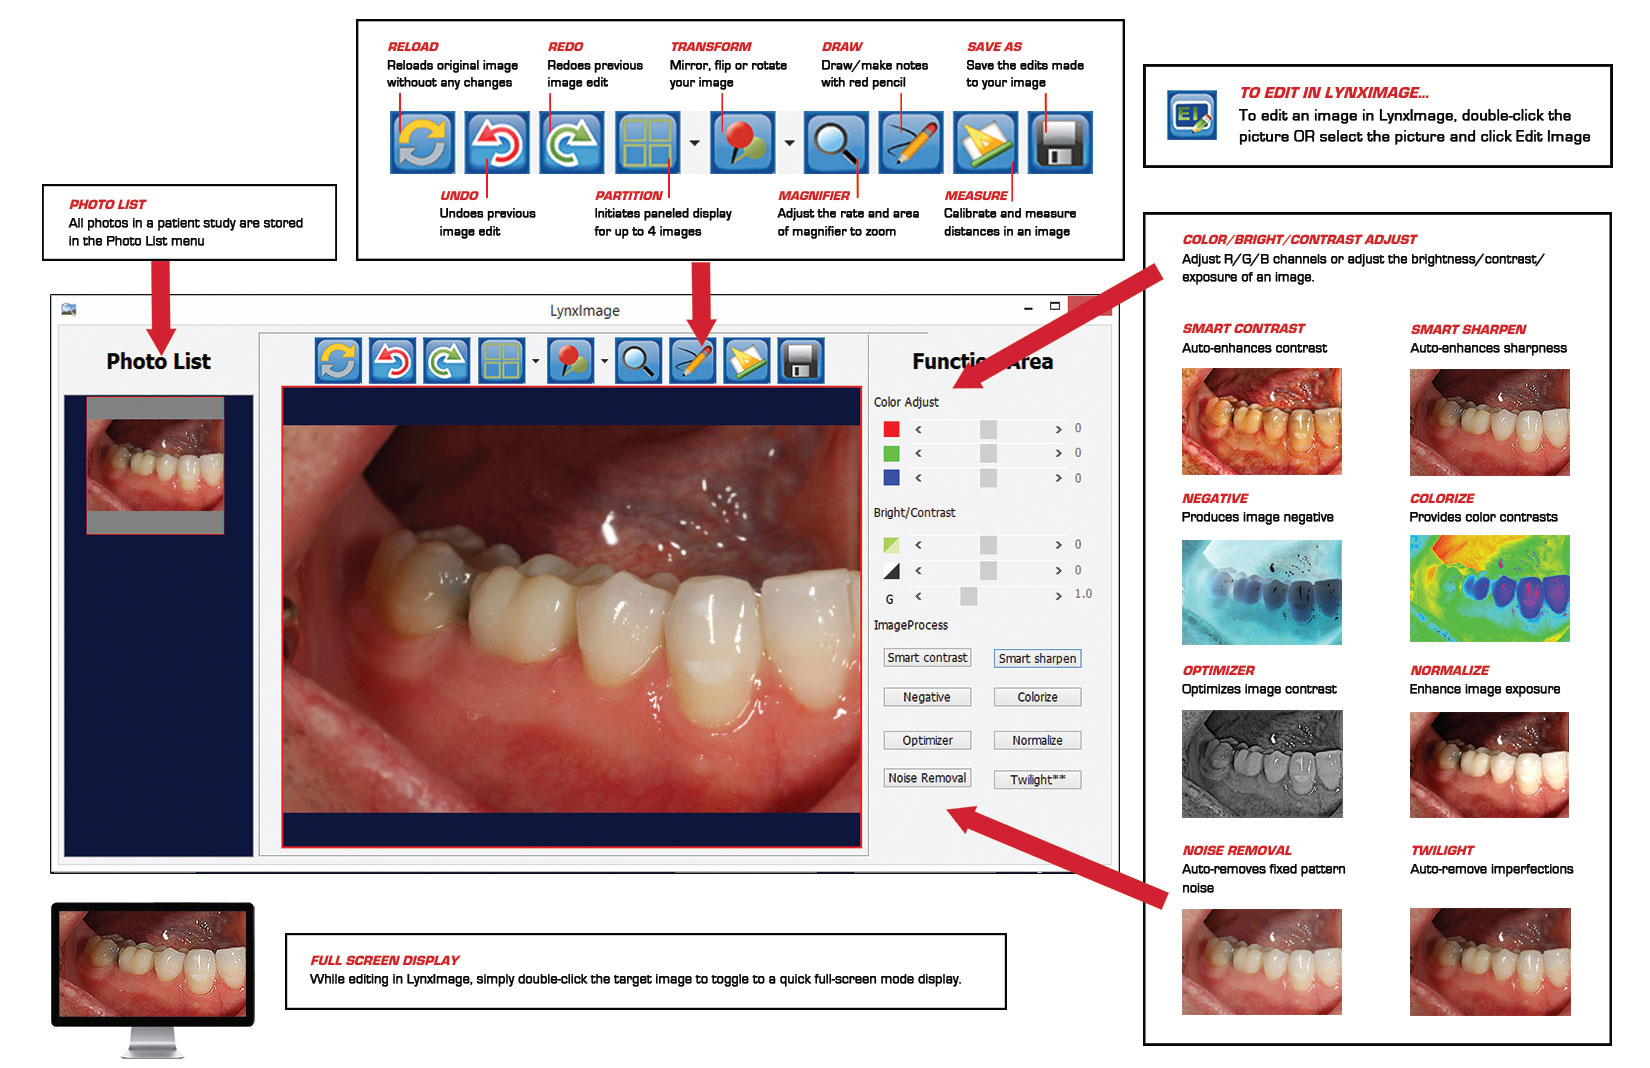 RELOAD
Reloads original image
withouot any changes
REDO
Redoes previous
image edit
TRANSFORM
Mirror, flip or rotate
your image
DRAW
Draw/make notes
with red pencil
SAVE AS
Save the edits made
to your image
UNDO
Undoes previous
image edit
PARTITION
Initiates paneled display
for up to 4 images
MAGNIFIER
Adjust the rate and area
of magnifier to zoom
MEASURE
Calibrate and measure
distances in an image
EI
TO EDIT IN LYNXIMAGE...
To edit an image in LynxImage, double-click the
picture OR select the picture and click Edit Image
PHOTO LIST
All photos in a patient study are stored
in the Photo List menu
LynxImage
Photo List
Function Area
Color Adjust
< > 0
< > 0
< > 0
Bright/Contrast
< > 0
< > 0
G < > 1.0
ImageProcess
Smart contrast
Smart sharpen
Negative
Colorize
Optimizer
Normalize
Noise Removal
Twilight**
COLOR/BRIGHT/CONTRAST ADJUST
Adjust R/G/B channels or adjust the brightness/contrast/
exposure of an image.
SMART CONTRAST
Auto-enhances contrast
SMART SHARPEN
Auto-enhances sharpness
NEGATIVE
Produces image negative
COLORIZE
Provides color contrasts
OPTIMIZER
Optimizes image contrast
NORMALIZE
Enhance image exposure
NOISE REMOVAL
Auto-removes fixed pattern
noise
TWILIGHT
Auto-remove imperfections
FULL SCREEN DISPLAY
While editing in LynxImage, simply double-click the target image to toggle to a quick full-screen mode display.